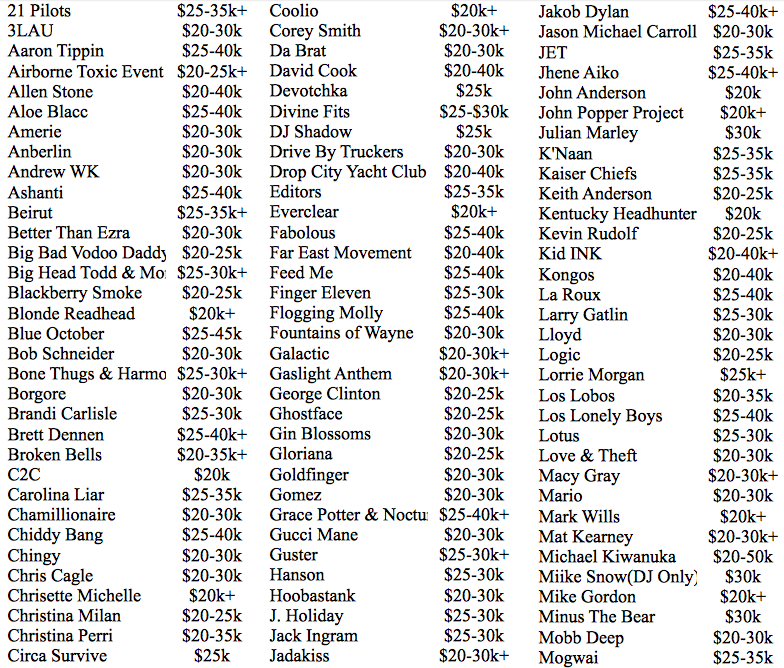 21 Pilots $25-35k+ Coolio $20k+ Jakob Dylan $25-40k+
3LAU $20-30k Corey Smith $20-30k+ Jason Michael Carroll $20-30k
Aaron Tippin $25-40k Da Brat $20-30k JET $25-35k
Airborne Toxic Event $20-25k+ David Cook $20-40k Jhene Aiko $25-40k+
Allen Stone $20-40k Devotchka $25k John Anderson $20k
Aloe Blacc $25-40k Divine Fits $25-$30k John Popper Project $20k+
Amerie $20-30k DJ Shadow $25k Julian Marley $30k
Anberlin $20-30k Drive By Truckers $20-30k K'Naan $25-35k
Andrew WK $20-30k Drop City Yacht Club $20-40k Kaiser Chiefs $25-35k
Ashanti $25-40k Editors $25-35k Keith Anderson $20-25k
Beirut $25-35k+ Everclear $20k+ Kentucky Headhunter $20k
Better Than Ezra $20-30k Fabolous $25-40k Kevin Rudolf $20-25k
Big Bad Vodoo Daddy $20-25k Far East Movement $20-40k Kid INK $20-40k+
Big Head Todd & Mo $25-30k+ Feed Me $25-40k Kongos $20-40k
Blackberry Smoke $20-25k Finger Eleven $25-30k La Roux $25-40k
Blonde Readhead $20k+ Flogging Molly $25-40k Larry Gatlin $25-30k
Blue October $25-45k Fountains of Wayne $20-30k Lloyd $20-30k
Bob Schneider $20-30k Galactic $20-30k+ Logic $20-25k
Bone Thugs & Harmo $25-30k+ Gaslight Anthem $20-30k+ Lorrie Morgan $25k+
Borgore $20-30k George Clinton $20-25k Los Lobos $20-35k
Brandi Carlisle $25-30k Ghostface $20-25k Los Lonely Boys $25-40k
Brett Dennen $25-40k+ Gin Blossoms $20-30k Lotus $25-30k
Broken Bells $20-35k+ Gloriana $20-25k Love & Theft $20-30k
C2C $20k Goldfinger $20-30k Macy Gray $20-30k+
Carolina Liar $25-35k Gomez $20-30k Mario $20-30k
Chamillionaire $20-30k Grace Potter & Noctu $25-40k+ Mark Wills $20k+
Chiddy Bang $25-40k Gucci Mane $20-30k Mat Kearney $20-30k+
Chingy $20-30k Guster $25-30k+ Michael Kiwanuka $20-50k
Chris Cagle $20-30k Hanson $25-30k Miike Snow(DJ Only) $30k
Chrisette Michelle $20k+ Hoobastank $20-30k Mike Gordon $20k+
Christina Milan $20-25k J. Holiday $25-30k Minus The Bear $30k
Christina Perri $20-35k Jack Ingram $25-30k Mobb Deep $20-30k
Circa Survive $25k Jadakiss $20-30k+ Mogwai $25-35k